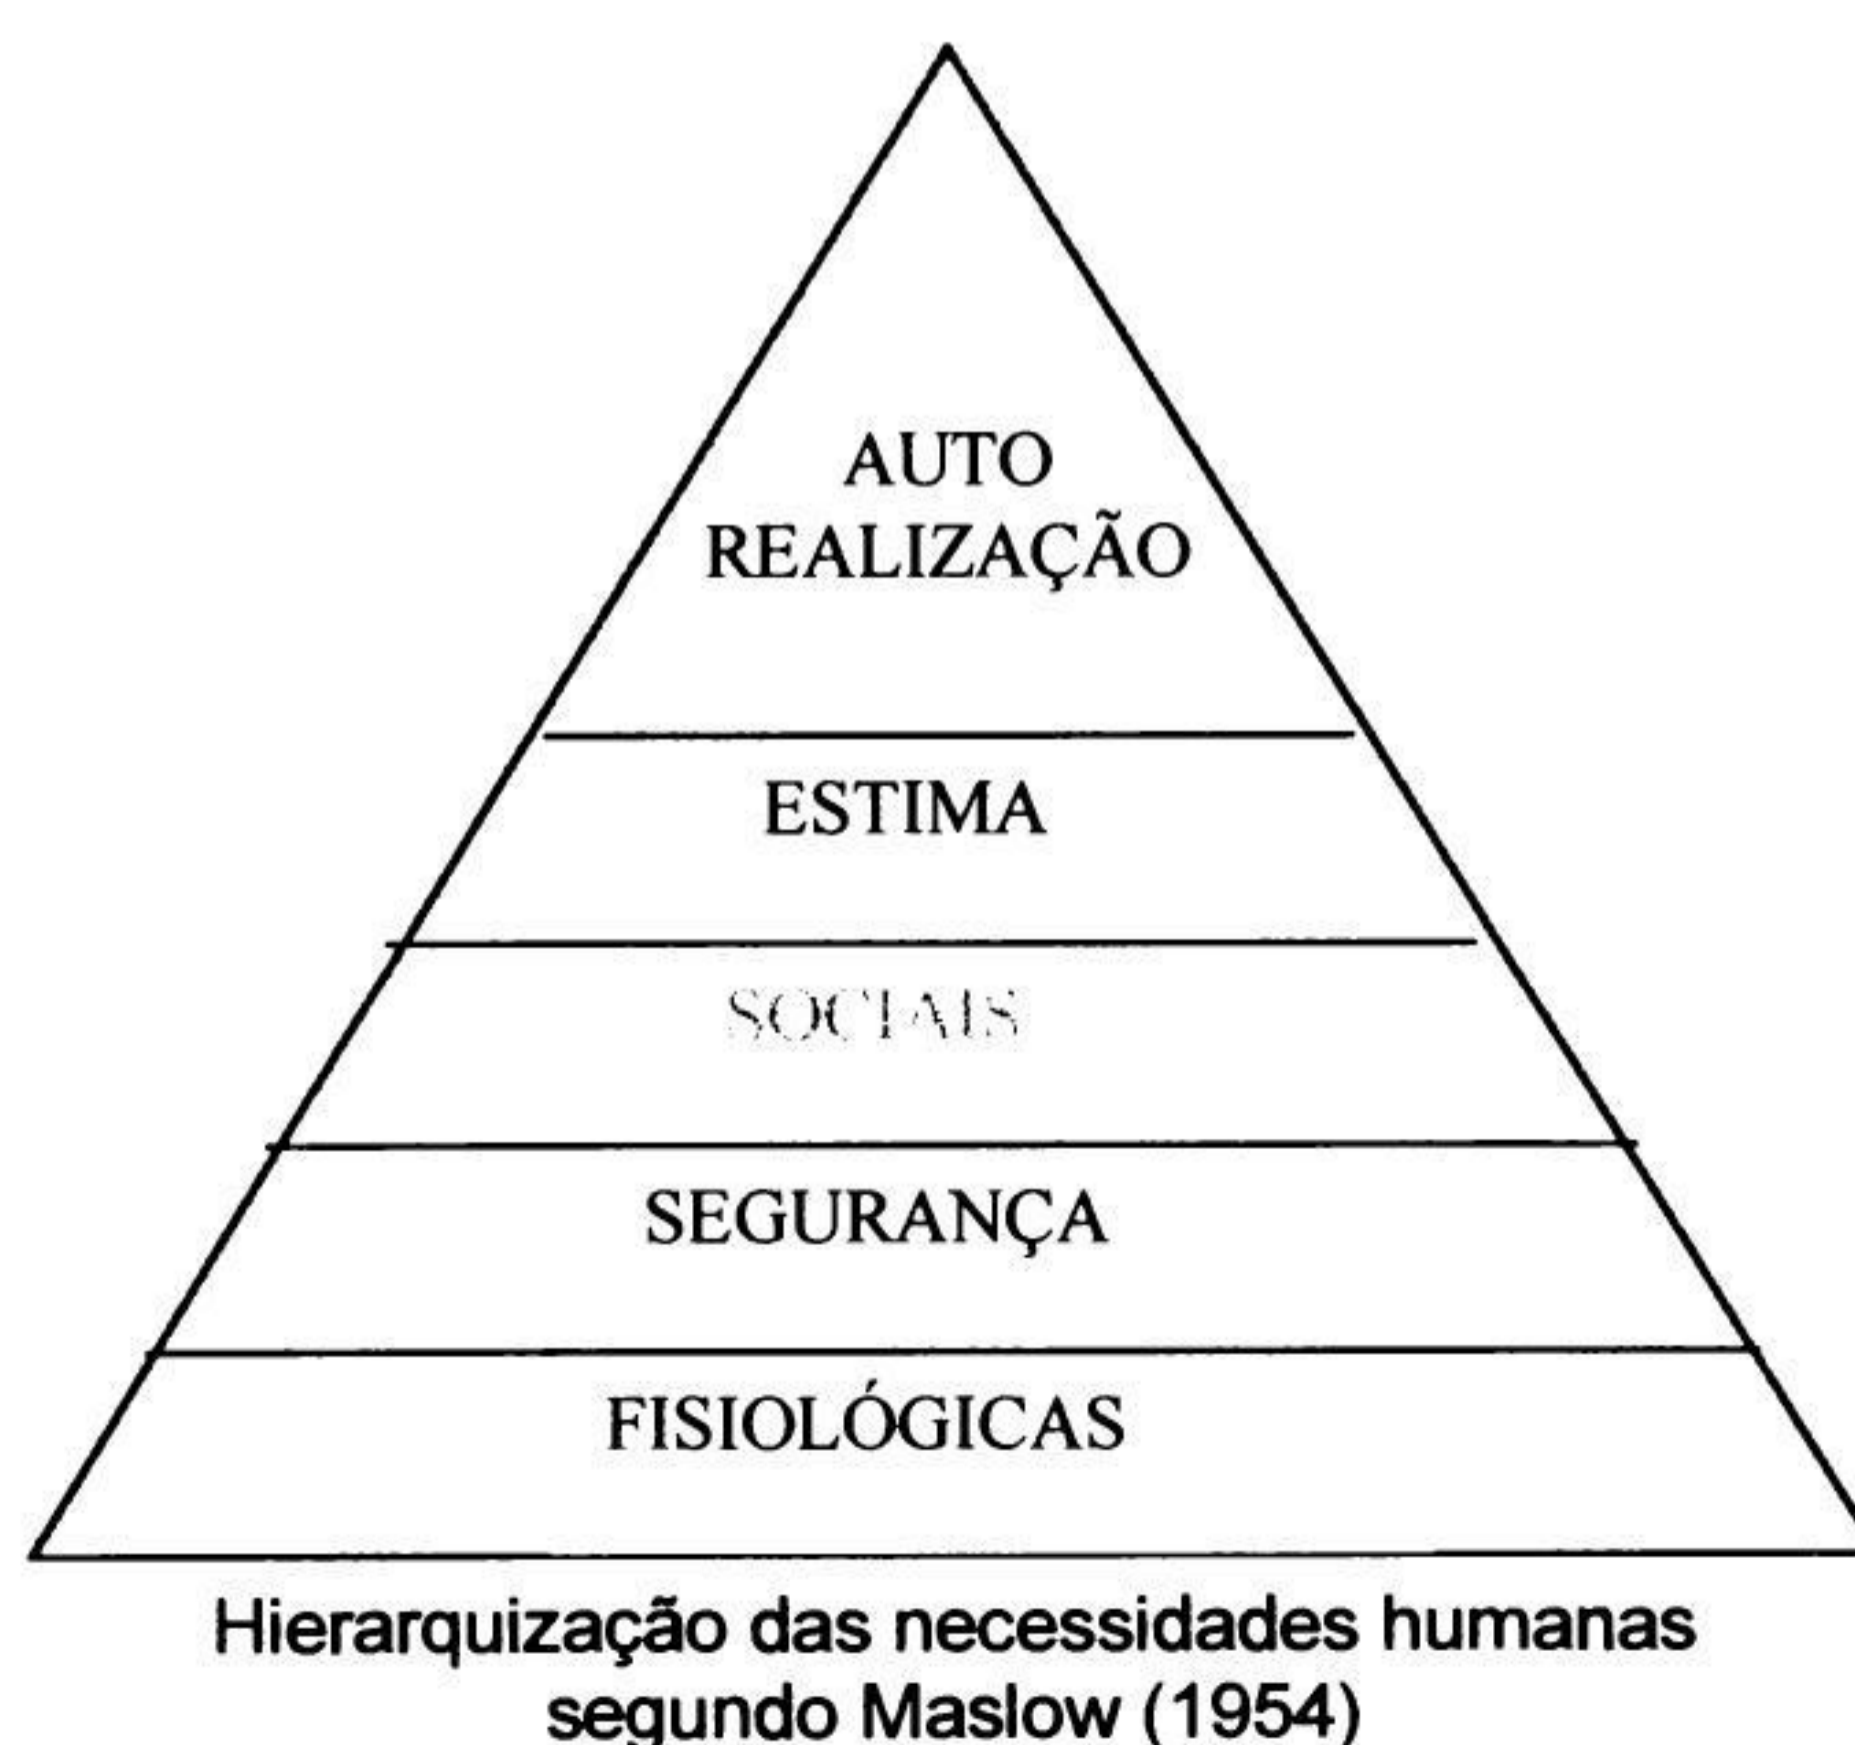 AUTO
REALIZAÇÃO
ESTIMA
SOCIAIS
SEGURANÇA
FISIOLÓGICAS
Hierarquização das necessidades humanas
segundo Maslow (1954)